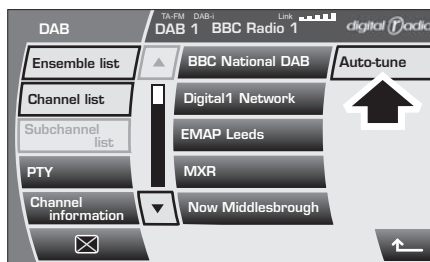 DAB
TA-FM DAB-i Link
DAB 1 BBC Radio 1
digital radio
Ensemble list
BBC National DAB
Auto-tune
Channel list
Digital1 Network
Subchannel
list
EMAP Leeds
PTY
MXR
Channel
information
Now Middlesbrough